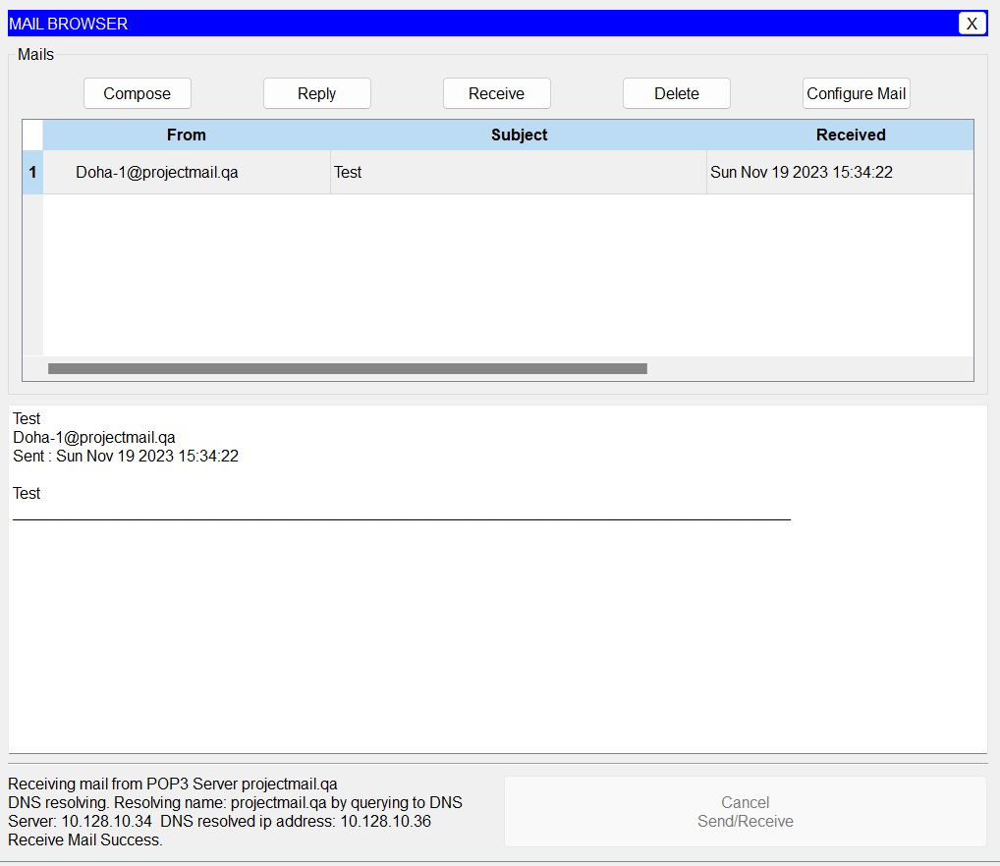 MAIL BROWSER X
Mails
Compose Reply Receive Delete Configure Mail
From Subject Received
1 Doha-1@projectmail.qa Test Sun Nov 19 2023 15:34:22
Test
Doha-1@projectmail.qa
Sent : Sun Nov 19 2023 15:34:22
Test
Receiving mail from POP3 Server projectmail.qa
DNS resolving. Resolving name: projectmail.qa by querying to DNS
Server: 10.128.10.34  DNS resolved ip address: 10.128.10.36
Receive Mail Success.
Cancel
Send/Receive